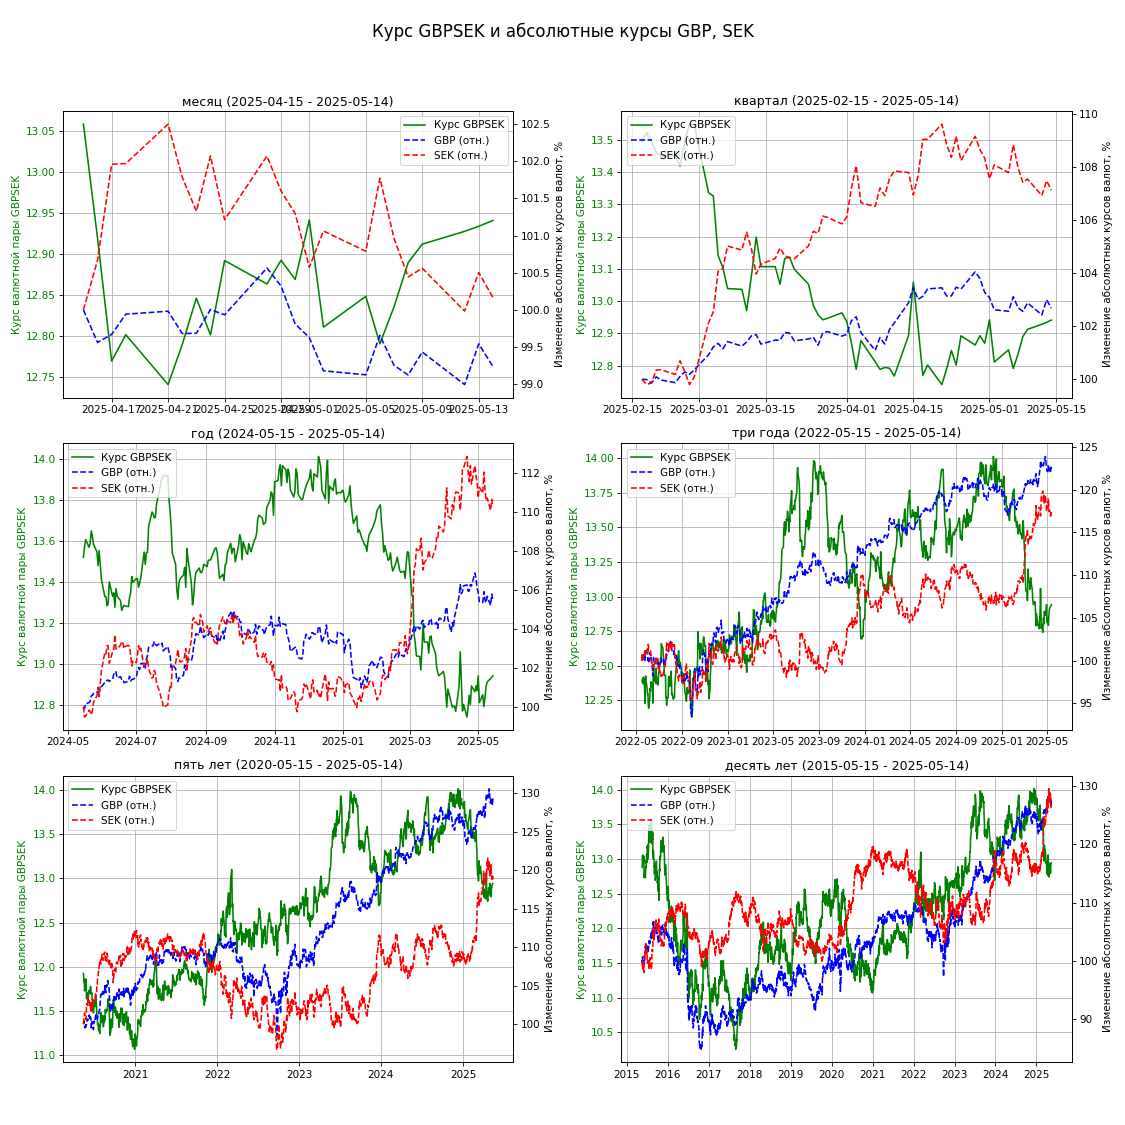 Курс GBPSEK и абсолютные курсы GBP, SEK
месяц (2025-04-15 - 2025-05-14)
Курс валютной пары GBPSEK
13.05
13.00
12.95
12.90
12.85
12.80
12.75
Курс GBPSEK
GBP (отн.)
SEK (отн.)
102.5
102.0
101.5
101.0
100.5
100.0
99.5
99.0
Изменение абсолютных курсов валют, %
2025-04-17 2025-04-21 2025-04-25 2025-04-29 2025-05-01 2025-05-05 2025-05-09 2025-05-13
квартал (2025-02-15 - 2025-05-14)
Курс валютной пары GBPSEK
13.5
13.4
13.3
13.2
13.1
13.0
12.9
12.8
Курс GBPSEK
GBP (отн.)
SEK (отн.)
110
108
106
104
102
100
Изменение абсолютных курсов валют, %
2025-02-15 2025-03-01 2025-03-15 2025-04-01 2025-04-15 2025-05-01 2025-05-15
год (2024-05-15 - 2025-05-14)
Курс валютной пары GBPSEK
14.0
13.8
13.6
13.4
13.2
13.0
12.8
Курс GBPSEK
GBP (отн.)
SEK (отн.)
112
110
108
106
104
102
100
Изменение абсолютных курсов валют, %
2024-05 2024-07 2024-09 2024-11 2025-01 2025-03 2025-05
три года (2022-05-15 - 2025-05-14)
Курс валютной пары GBPSEK
14.00
13.75
13.50
13.25
13.00
12.75
12.50
12.25
Курс GBPSEK
GBP (отн.)
SEK (отн.)
125
120
115
110
105
100
95
Изменение абсолютных курсов валют, %
2022-05 2022-09 2023-01 2023-05 2023-09 2024-01 2024-05 2024-09 2025-01 2025-05
пять лет (2020-05-15 - 2025-05-14)
Курс валютной пары GBPSEK
14.0
13.5
13.0
12.5
12.0
11.5
11.0
Курс GBPSEK
GBP (отн.)
SEK (отн.)
130
125
120
115
110
105
100
Изменение абсолютных курсов валют, %
2021 2022 2023 2024 2025
десять лет (2015-05-15 - 2025-05-14)
Курс валютной пары GBPSEK
14.0
13.5
13.0
12.5
12.0
11.5
11.0
10.5
Курс GBPSEK
GBP (отн.)
SEK (отн.)
130
120
110
100
90
Изменение абсолютных курсов валют, %
2015 2016 2017 2018 2019 2020 2021 2022 2023 2024 2025